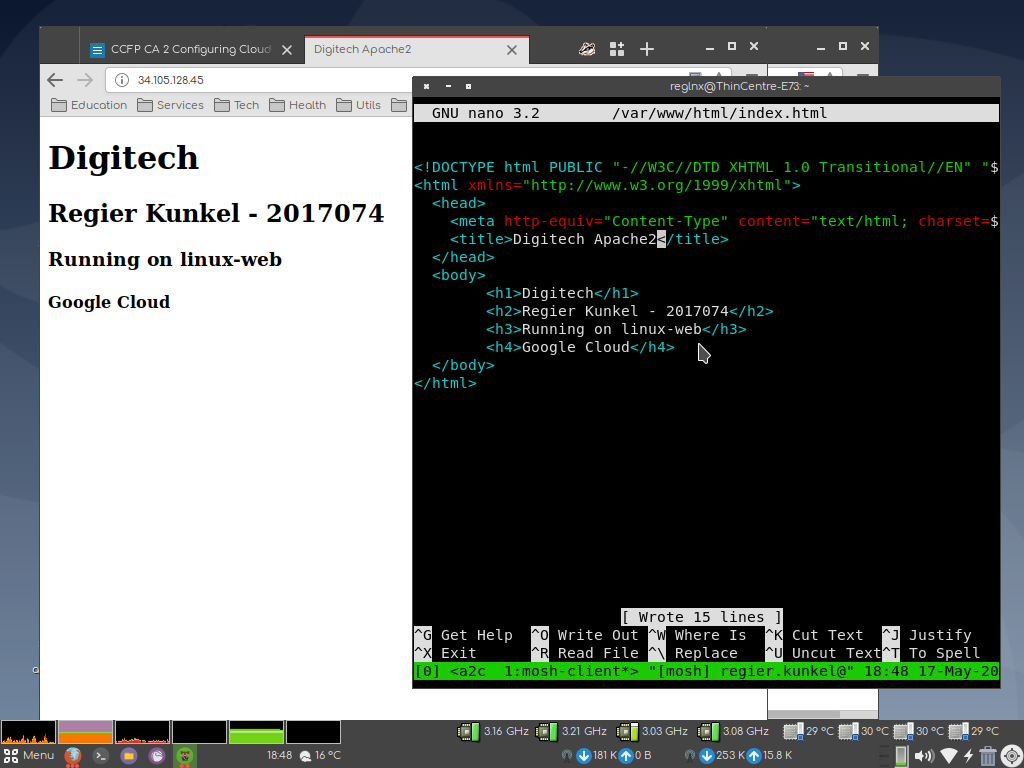 CCFP CA 2 Configuring Cloud
Digitech Apache2
34.105.128.45
Education Services Tech Health Utils
Digitech
Regier Kunkel - 2017074
Running on linux-web
Google Cloud
reglnx@ThinCentre-E73: ~
GNU nano 3.2 /var/www/html/index.html
<!DOCTYPE html PUBLIC "-//W3C//DTD XHTML 1.0 Transitional//EN" "$
<html xmlns="http://www.w3.org/1999/xhtml">
<head>
<meta http-equiv="Content-Type" content="text/html; charset=$
<title>Digitech Apache2</title>
</head>
<body>
<h1>Digitech</h1>
<h2>Regier Kunkel - 2017074</h2>
<h3>Running on linux-web</h3>
<h4>Google Cloud</h4>
</body>
</html>
[ Wrote 15 lines ]
^G Get Help ^O Write Out ^W Where Is ^K Cut Text ^J Justify
^X Exit ^R Read File ^\ Replace ^U Uncut Text ^T To Spell
[0] <a2c 1:mosh-client*> "[mosh] regier.kunkel@" 18:48 17-May-20
3.16 GHz 3.21 GHz 3.03 GHz 3.08 GHz 29 °C 30 °C 30 °C 29 °C
Menu 18:48 16 °C 181 K 0 B 253 K 15.8 K